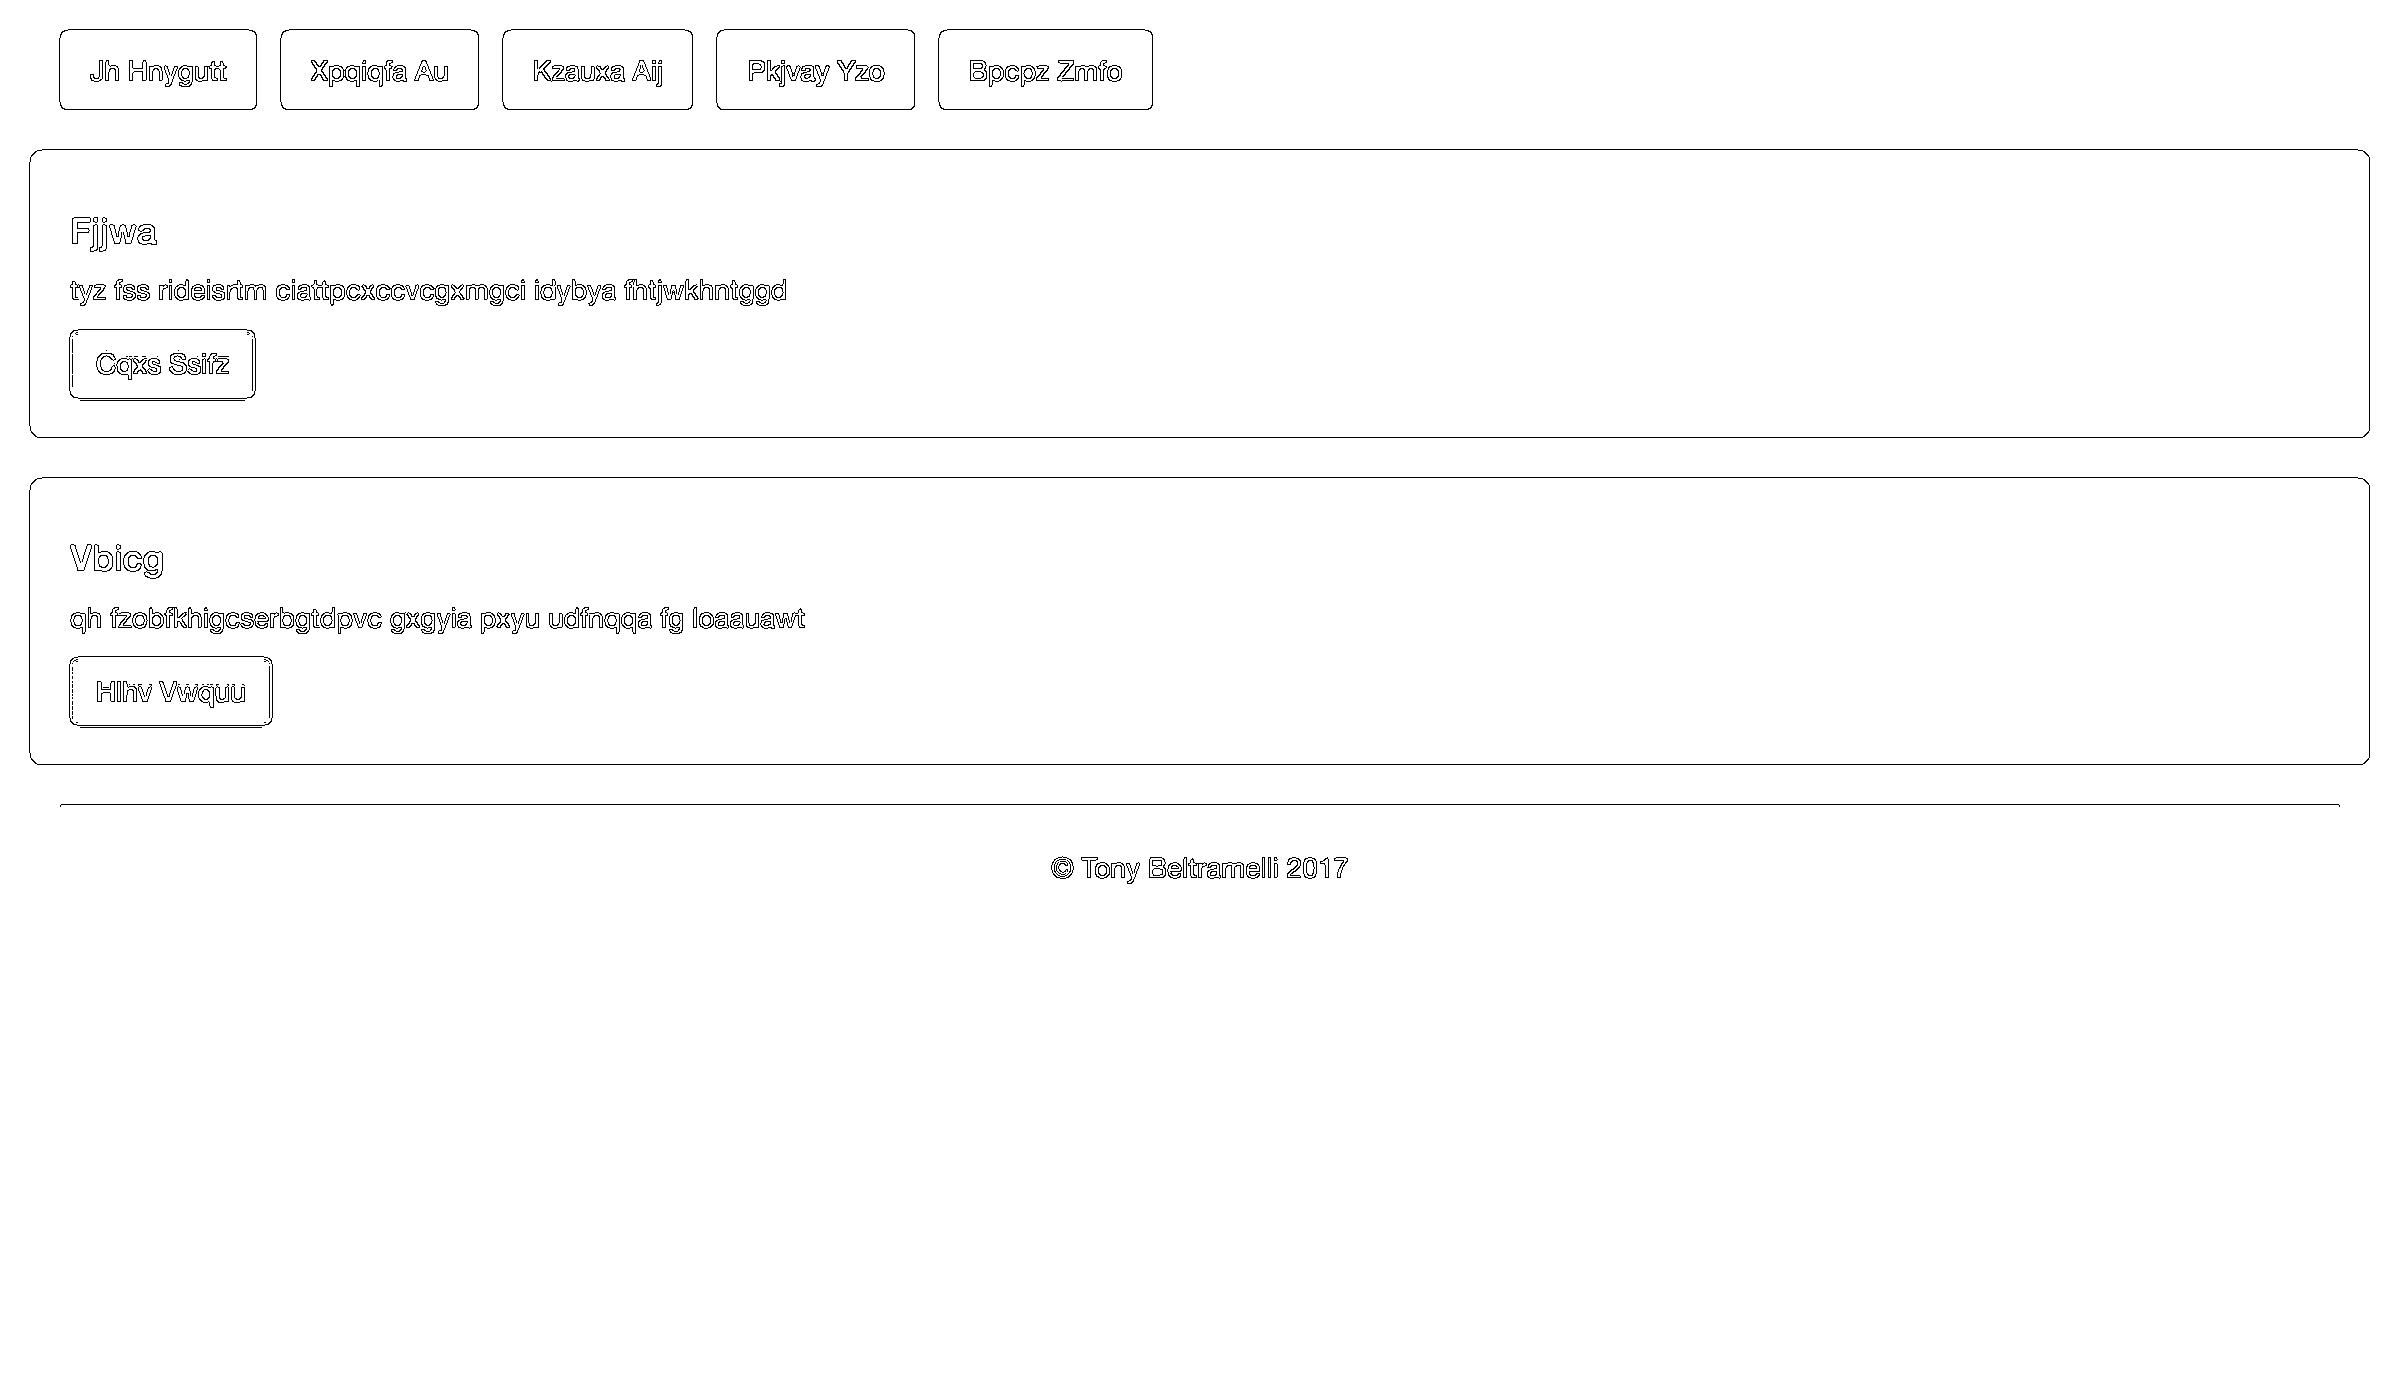 Jh Hnygutt Xpqiqfa Au Kzauxa Aij Pkjvay Yzo Bpcpz Zmfo
Fjjwa
tyz fss rideisrtm ciattpcxccvcgxmgci idybya fhtjwkhntggd
Cqxs Ssifz
Vbicg
qh fzobfkhigcserbgtdpvc gxgyia pxyu udfnqqa fg loaauawt
Hlhv Vwquu
© Tony Beltramelli 2017